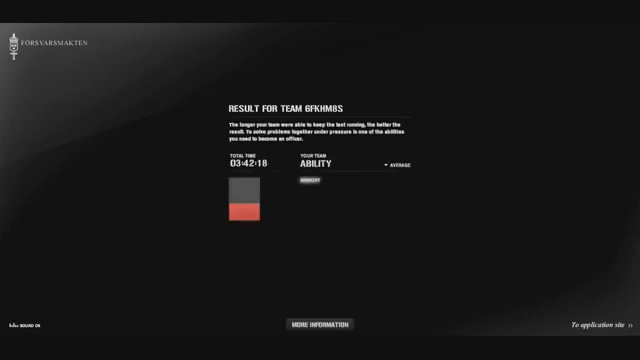 FÖRSVARSMAKTEN
RESULT FOR TEAM 6FKHM8S
The longer your team were able to keep the test running, the better the
result. To solve problems together under pressure is one of the abilities
you need to become an officer.
TOTAL TIME
03:42:18
YOUR TEAM
ABILITY
AVERAGE
MEMORY
SOUND ON
MORE INFORMATION
To application site >>